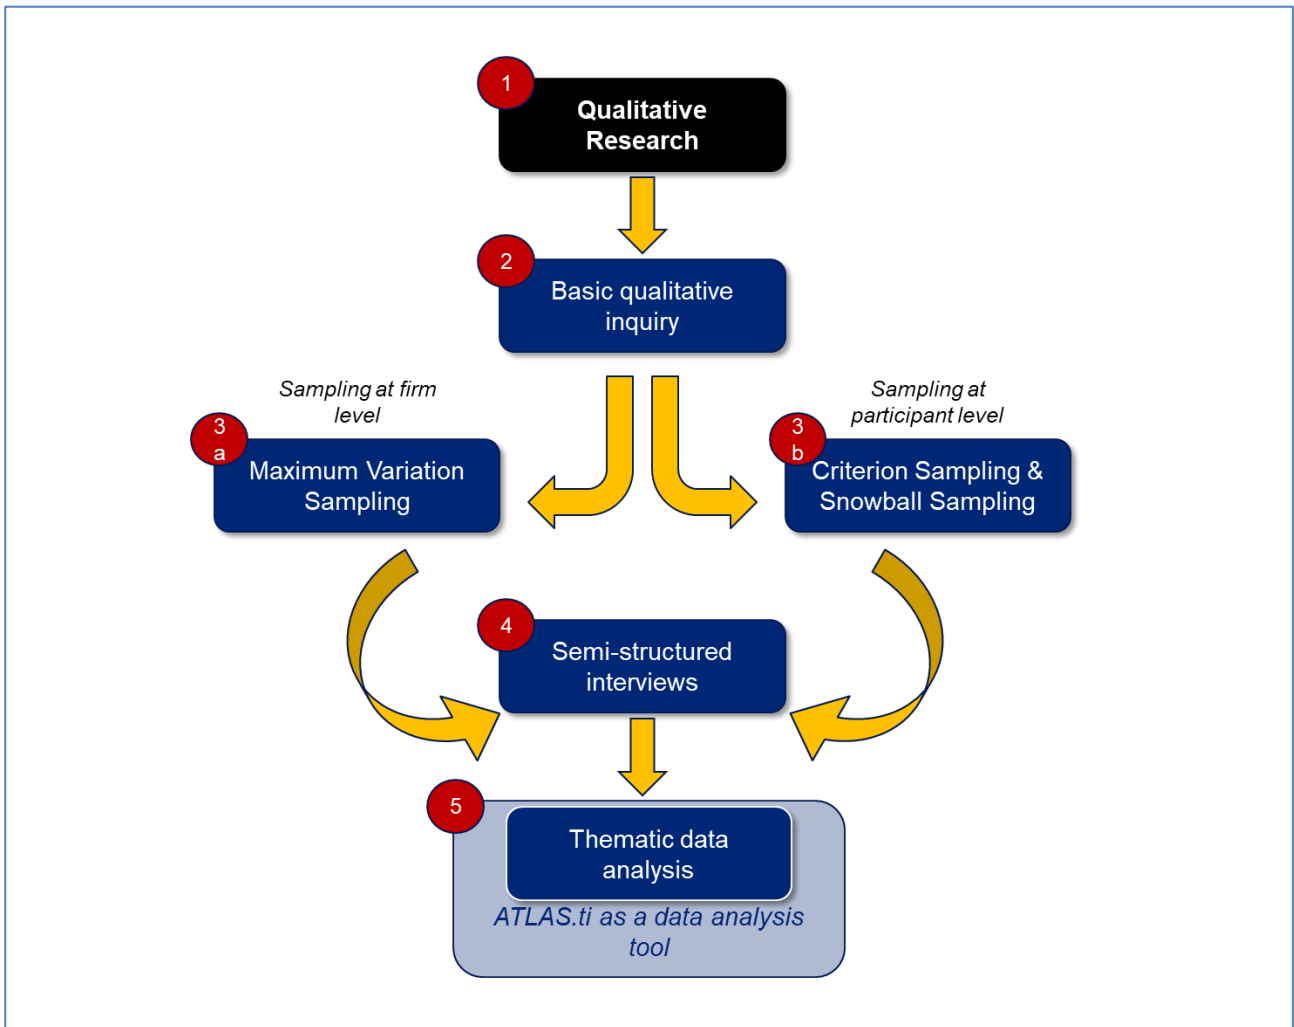 1
Qualitative
Research
2
Basic qualitative
inquiry
Sampling at firm
level
3
a
Maximum Variation
Sampling
Sampling at
participant level
3
b
Criterion Sampling &
Snowball Sampling
4
Semi-structured
interviews
5
Thematic data
analysis
ATLAS.ti as a data analysis
tool